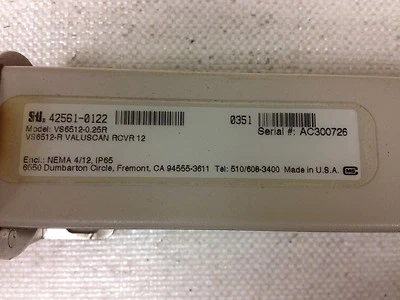 STI 42561-0122 0351
Model: VS6512-0.25R Serial #: AC300726
VS6512-R VALUSCAN RCVR 12
Encl.: NEMA 4/12, IP65
6550 Dumbarton Circle, Fremont, CA 94555-3611 Tel: 510/608-3400 Made in U.S.A.